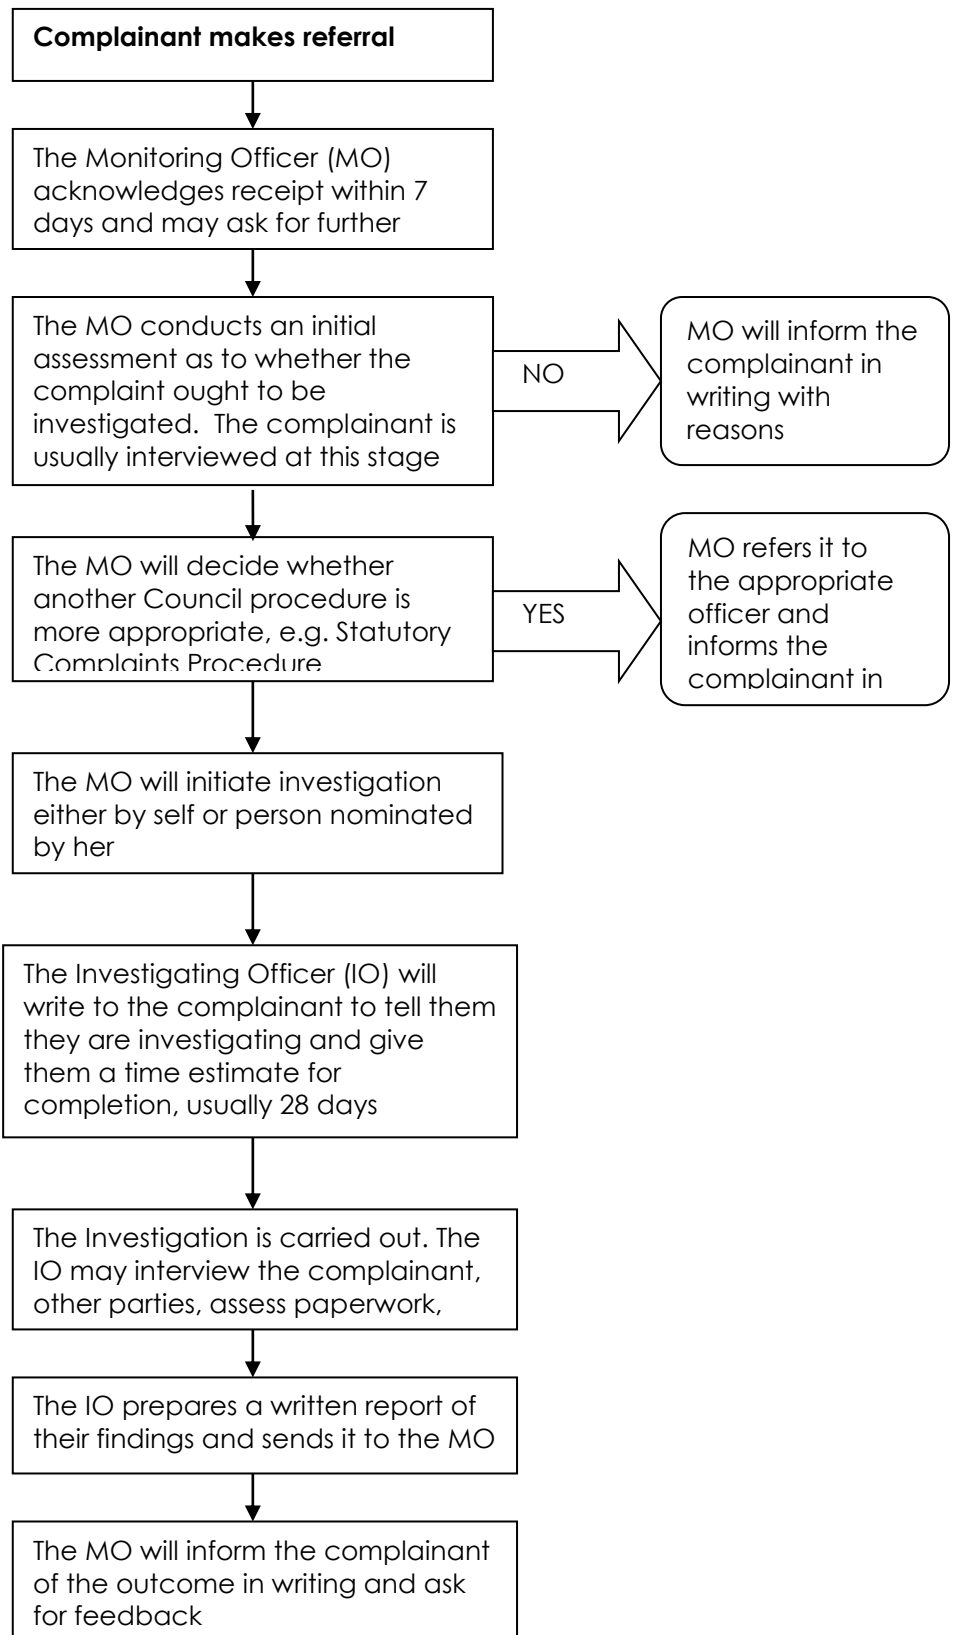 Complainant makes referral
The Monitoring Officer (MO)
acknowledges receipt within 7
days and may ask for further
The MO conducts an initial
assessment as to whether the
complaint ought to be
investigated.  The complainant is
usually interviewed at this stage
NO
MO will inform the
complainant in
writing with
reasons
The MO will decide whether
another Council procedure is
more appropriate, e.g. Statutory
Complaints Procedure
YES
MO refers it to
the appropriate
officer and
informs the
complainant in
The MO will initiate investigation
either by self or person nominated
by her
The Investigating Officer (IO) will
write to the complainant to tell them
they are investigating and give
them a time estimate for
completion, usually 28 days
The Investigation is carried out. The
IO may interview the complainant,
other parties, assess paperwork,
The IO prepares a written report of
their findings and sends it to the MO
The MO will inform the complainant
of the outcome in writing and ask
for feedback